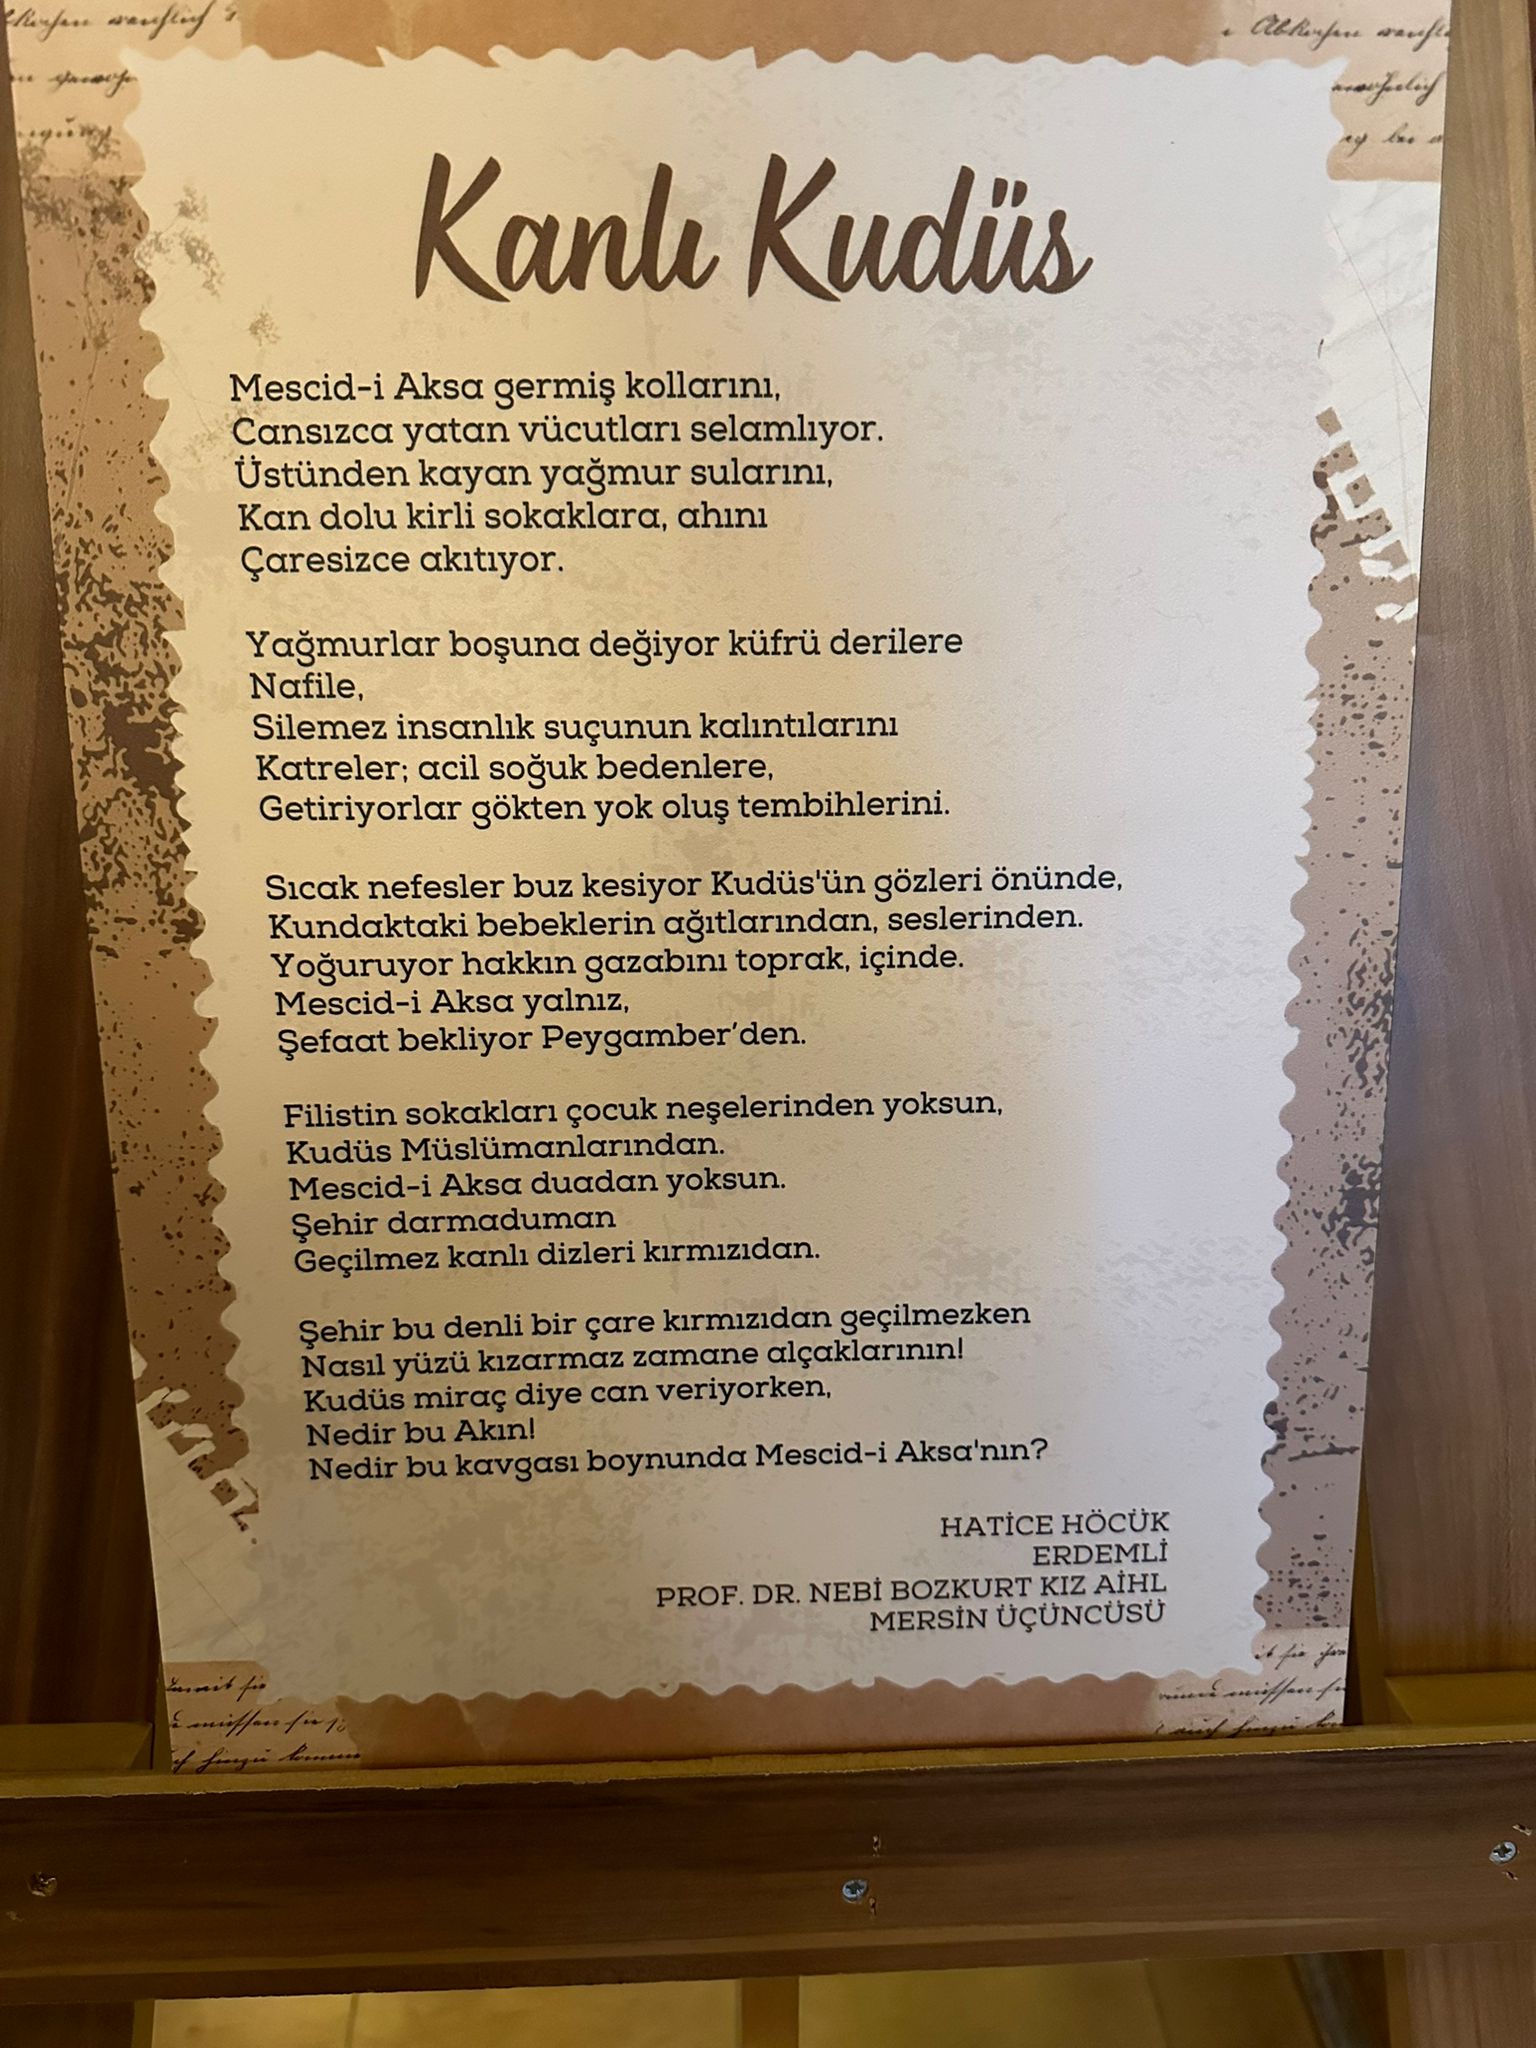 Kanlı Kudüs
Mescid-i Aksa germiş kollarını,
Cansızca yatan vücutları selamlıyor.
Üstünden kayan yağmur sularını,
Kan dolu kirli sokaklara, ahını
Çaresizce akıtıyor.
Yağmurlar boşuna değiyor küfrü derilere
Nafile,
Silemez insanlık suçunun kalıntılarını
Katreler; acil soğuk bedenlere,
Getiriyorlar gökten yok oluş tembihlerini.
Sıcak nefesler buz kesiyor Kudüs'ün gözleri önünde,
Kundaktaki bebeklerin ağıtlarından, seslerinden.
Yoğuruyor hakkın gazabını toprak, içinde.
Mescid-i Aksa yalnız,
Şefaat bekliyor Peygamber’den.
Filistin sokakları çocuk neşelerinden yoksun,
Kudüs Müslümanlarından.
Mescid-i Aksa duadan yoksun.
Şehir darmaduman
Geçilmez kanlı dizleri kırmızıdan.
Şehir bu denli bir çare kırmızıdan geçilmezken
Nasıl yüzü kızarmaz zamane alçaklarının!
Kudüs miraç diye can veriyorken,
Nedir bu Akın!
Nedir bu kavgası boynunda Mescid-i Aksa'nın?
HATİCE HÖCÜK
ERDEMLİ
PROF. DR. NEBİ BOZKURT KIZ AİHL
MERSİN ÜÇÜNCÜSÜ